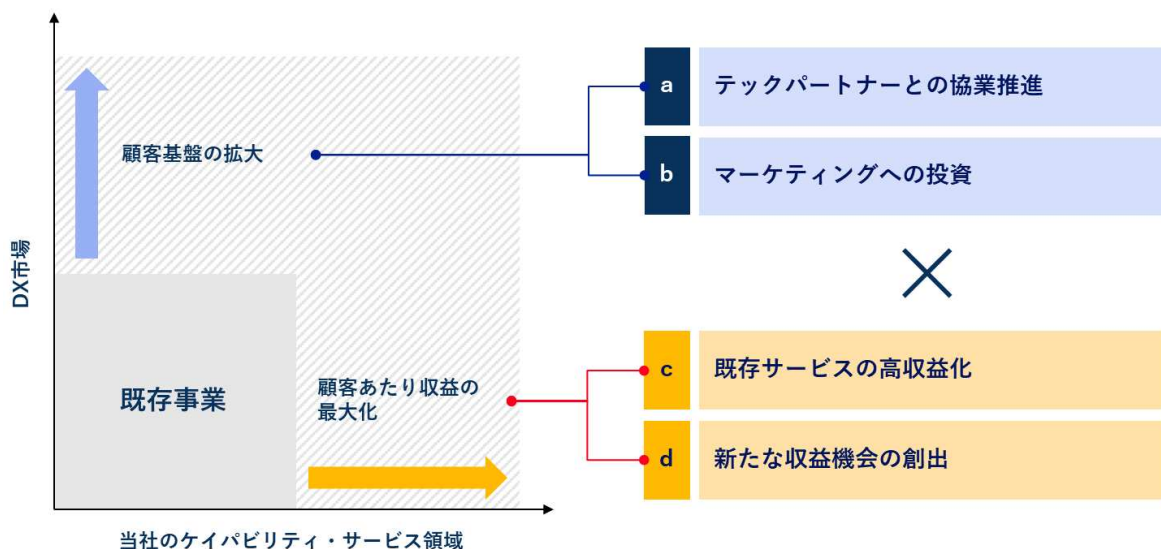 DX市場
顧客基盤の拡大
既存事業
顧客あたり収益の
最大化
当社のケイパビリティ・サービス領域
a
テックパートナーとの協業推進
b
マーケティングへの投資
c
既存サービスの高収益化
d
新たな収益機会の創出